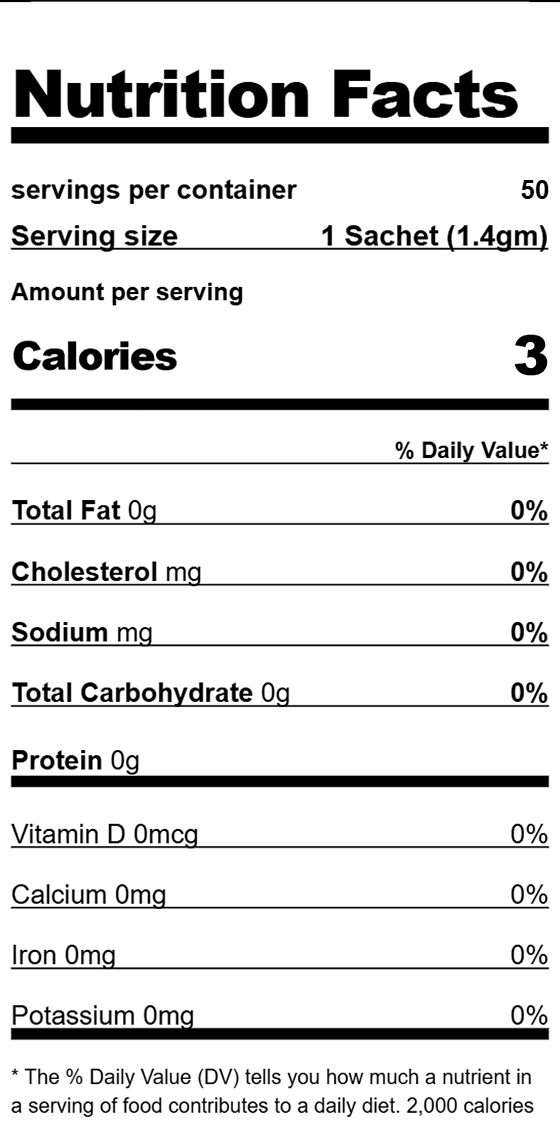 Nutrition Facts
servings per container 50
Serving size 1 Sachet (1.4gm)
Amount per serving
Calories 3
% Daily Value*
Total Fat 0g 0%
Cholesterol mg 0%
Sodium mg 0%
Total Carbohydrate 0g 0%
Protein 0g
Vitamin D 0mcg 0%
Calcium 0mg 0%
Iron 0mg 0%
Potassium 0mg 0%
* The % Daily Value (DV) tells you how much a nutrient in
a serving of food contributes to a daily diet. 2,000 calories